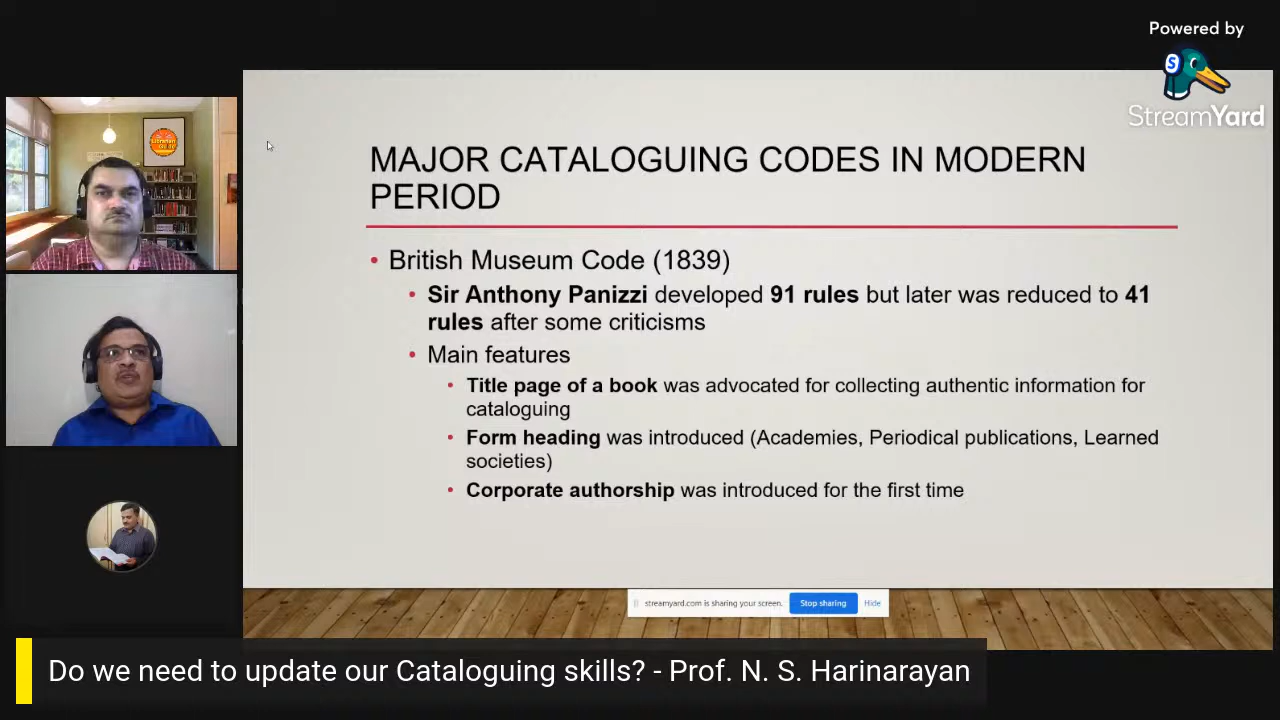 Powered by
StreamYard
MAJOR CATALOGUING CODES IN MODERN
PERIOD
• British Museum Code (1839)
• Sir Anthony Panizzi developed 91 rules but later was reduced to 41
rules after some criticisms
• Main features
• Title page of a book was advocated for collecting authentic information for
cataloguing
• Form heading was introduced (Academies, Periodical publications, Learned
societies)
• Corporate authorship was introduced for the first time
streamyard.com is sharing your screen. Stop sharing Hide
Do we need to update our Cataloguing skills? - Prof. N. S. Harinarayan